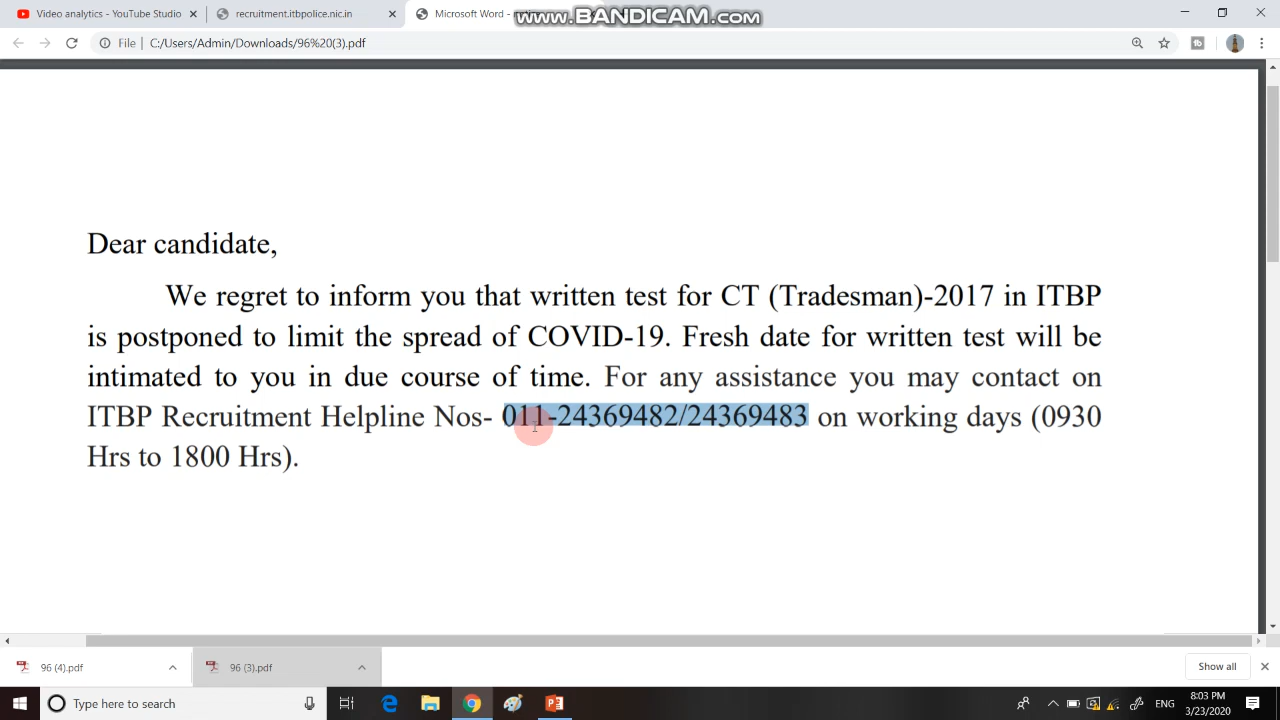 www.BANDICAM.com
Video analytics - YouTube Studio
recruitment.itbpolice.nic.in
Microsoft Word -
File C:/Users/Admin/Downloads/96%20(3).pdf
Dear candidate,
We regret to inform you that written test for CT (Tradesman)-2017 in ITBP
is postponed to limit the spread of COVID-19. Fresh date for written test will be
intimated to you in due course of time. For any assistance you may contact on
ITBP Recruitment Helpline Nos- 011-24369482/24369483 on working days (0930
Hrs to 1800 Hrs).
96 (4).pdf
96 (3).pdf
Show all
Type here to search
ENG
8:03 PM
3/23/2020